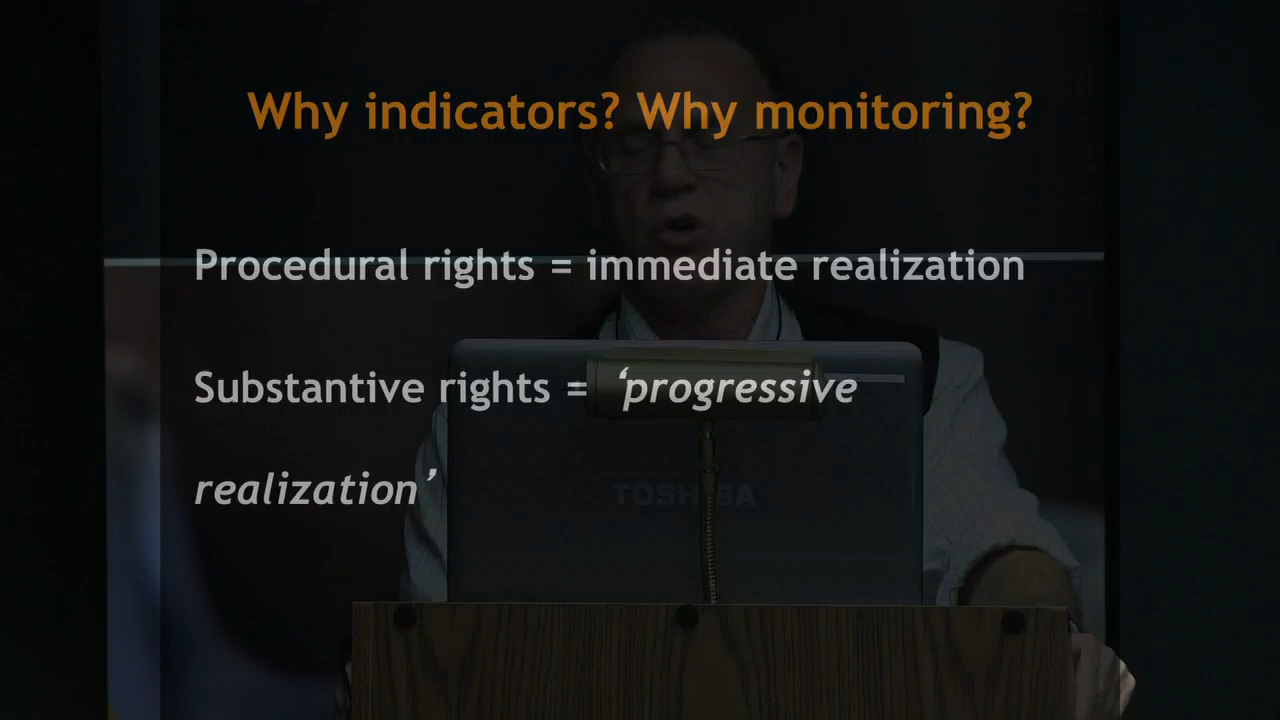 Why indicators? Why monitoring?
Procedural rights = immediate realization
Substantive rights = ‘progressive
realization’
TOSHIBA